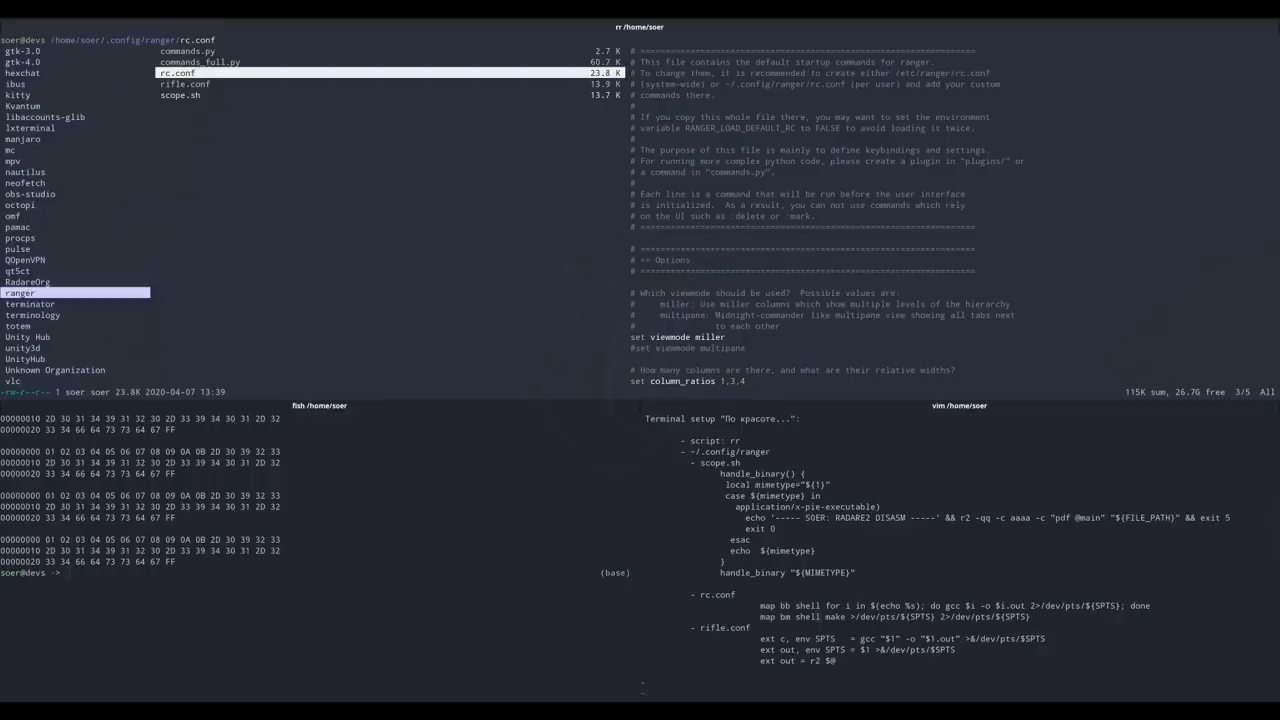 rr /home/soer
soer@devs /home/soer/.config/ranger/rc.conf
gtk-3.0
gtk-4.0
hexchat
ibus
kitty
Kvantum
libaccounts-glib
lxterminal
manjaro
mc
mpv
nautilus
neofetch
obs-studio
octopi
omf
pamac
procps
pulse
QOpenVPN
qt5ct
RadareOrg
ranger
terminator
terminology
totem
Unity Hub
unity3d
UnityHub
Unknown Organization
vlc
commands.py 2.7 K
commands_full.py 60.7 K
rc.conf 23.8 K
rifle.conf 13.9 K
scope.sh 13.7 K
# ===================================================================
# This file contains the default startup commands for ranger.
# To change them, it is recommended to create either /etc/ranger/rc.conf
# (system-wide) or ~/.config/ranger/rc.conf (per user) and add your custom
# commands there.
#
# If you copy this whole file there, you may want to set the environment
# variable RANGER_LOAD_DEFAULT_RC to FALSE to avoid loading it twice.
#
# The purpose of this file is mainly to define keybindings and settings.
# For running more complex python code, please create a plugin in "plugins/" or
# a command in "commands.py".
#
# Each line is a command that will be run before the user interface
# is initialized.  As a result, you can not use commands which rely
# on the UI such as :delete or :mark.
# ===================================================================
# ===================================================================
# == Options
# ===================================================================
# Which viewmode should be used?  Possible values are:
#     miller: Use miller columns which show multiple levels of the hierarchy
#     multipane: Midnight-commander like multipane view showing all tabs next
#                to each other
set viewmode miller
#set viewmode multipane
# How many columns are there, and what are their relative widths?
set column_ratios 1,3,4
-rw-r--r-- 1 soer soer 23.8K 2020-04-07 13:39 115K sum, 26.7G free  3/5  All
fish /home/soer
00000010 2D 30 31 34 39 31 32 30 2D 33 39 34 30 31 2D 32
00000020 33 34 66 64 73 73 64 67 FF
00000000 01 02 03 04 05 06 07 08 09 0A 0B 2D 30 39 32 33
00000010 2D 30 31 34 39 31 32 30 2D 33 39 34 30 31 2D 32
00000020 33 34 66 64 73 73 64 67 FF
00000000 01 02 03 04 05 06 07 08 09 0A 0B 2D 30 39 32 33
00000010 2D 30 31 34 39 31 32 30 2D 33 39 34 30 31 2D 32
00000020 33 34 66 64 73 73 64 67 FF
00000000 01 02 03 04 05 06 07 08 09 0A 0B 2D 30 39 32 33
00000010 2D 30 31 34 39 31 32 30 2D 33 39 34 30 31 2D 32
00000020 33 34 66 64 73 73 64 67 FF
soer@devs -> (base)
vim /home/soer
Terminal setup "По красоте...":
- script: rr
- ~/.config/ranger
- scope.sh
handle_binary() {
local mimetype="${1}"
case ${mimetype} in
application/x-pie-executable)
echo '----- S0ER: RADARE2 DISASM -----' && r2 -qq -c aaaa -c "pdf @main" "${FILE_PATH}" && exit 5
exit 0
esac
echo  ${mimetype}
}
handle_binary "${MIMETYPE}"
- rc.conf
map bb shell for i in $(echo %s); do gcc $i -o $i.out 2>/dev/pts/${SPTS}; done
map bm shell make >/dev/pts/${SPTS} 2>/dev/pts/${SPTS}
- rifle.conf
ext c, env SPTS   = gcc "$1" -o "$1.out" >&/dev/pts/$SPTS
ext out, env SPTS = $1 >&/dev/pts/$SPTS
ext out = r2 $@
~
~